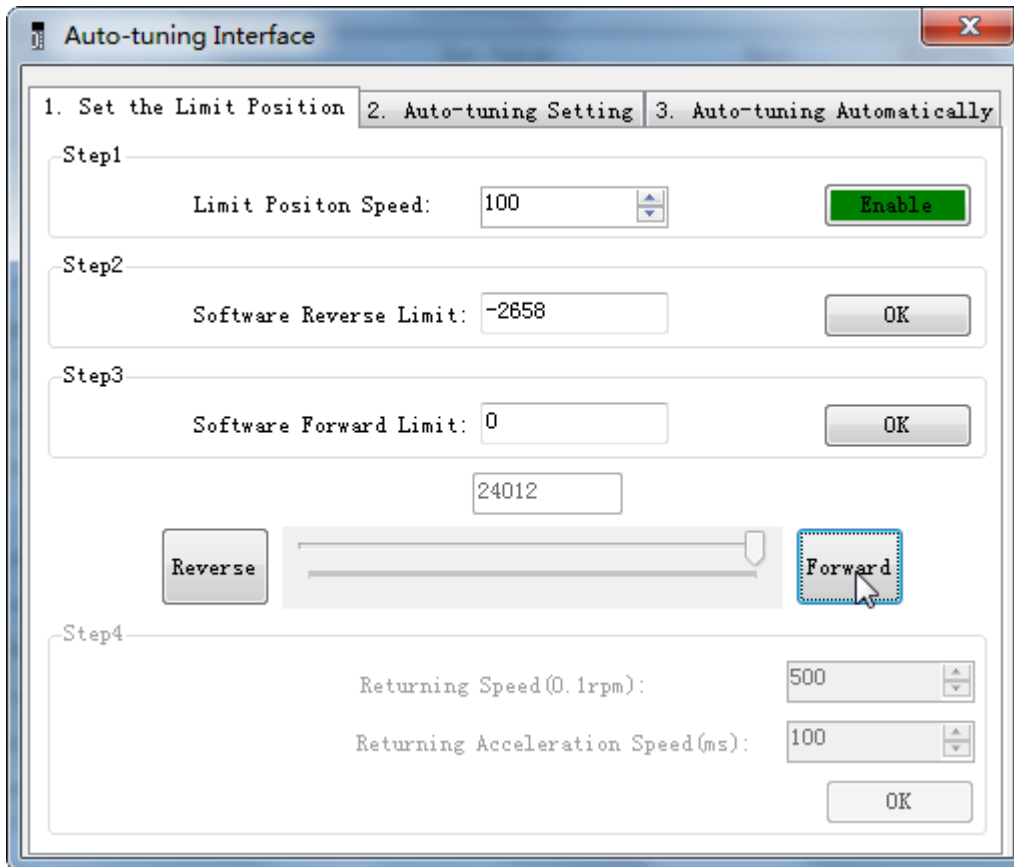 Auto-tuning Interface
1. Set the Limit Position 2. Auto-tuning Setting 3. Auto-tuning Automatically
Step1
Limit Positon Speed: 100 Enable
Step2
Software Reverse Limit: -2658 OK
Step3
Software Forward Limit: 0 OK
24012
Reverse Forward
Step4
Returning Speed(0.1rpm): 500
Returning Acceleration Speed(ms): 100
OK